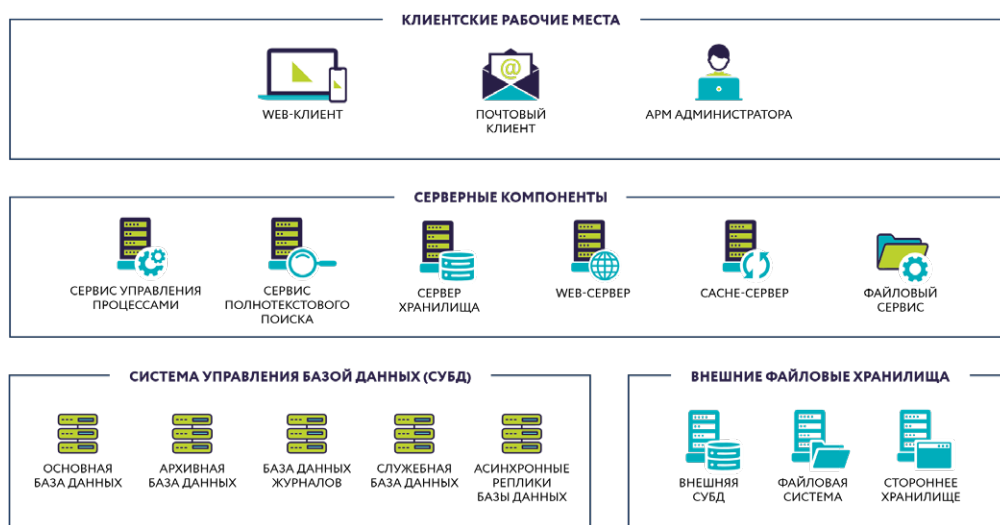 КЛИЕНТСКИЕ РАБОЧИЕ МЕСТА
@
WEB-КЛИЕНТ
ПОЧТОВЫЙ
КЛИЕНТ
АРМ АДМИНИСТРАТОРА
СЕРВЕРНЫЕ КОМПОНЕНТЫ
СЕРВИС УПРАВЛЕНИЯ
ПРОЦЕССАМИ
СЕРВИС
ПОЛНОТЕКСТОВОГО
ПОИСКА
СЕРВЕР
ХРАНИЛИЩА
WEB-СЕРВЕР
CACHE-СЕРВЕР
ФАЙЛОВЫЙ
СЕРВИС
СИСТЕМА УПРАВЛЕНИЯ БАЗОЙ ДАННЫХ (СУБД)
ОСНОВНАЯ
БАЗА ДАННЫХ
АРХИВНАЯ
БАЗА ДАННЫХ
БАЗА ДАННЫХ
ЖУРНАЛОВ
СЛУЖЕБНАЯ
БАЗА ДАННЫХ
АСИНХРОННЫЕ
РЕПЛИКИ
БАЗЫ ДАННЫХ
ВНЕШНИЕ ФАЙЛОВЫЕ ХРАНИЛИЩА
ВНЕШНЯЯ
СУБД
ФАЙЛОВАЯ
СИСТЕМА
СТОРОННЕЕ
ХРАНИЛИЩЕ